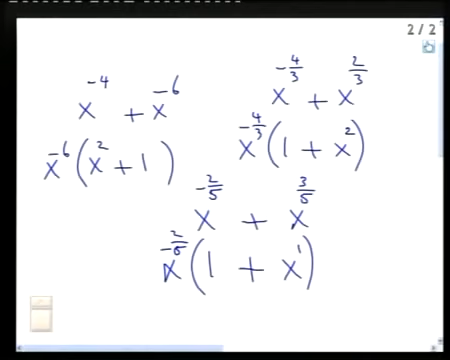 2 / 2
x^{-4} + x^{-6}
x^{-6}(x^{2} + 1)
x^{-4/3} + x^{2/3}
x^{-4/3}(1 + x^{2})
x^{-2/5} + x^{3/5}
x^{-2/5}(1 + x^{1})